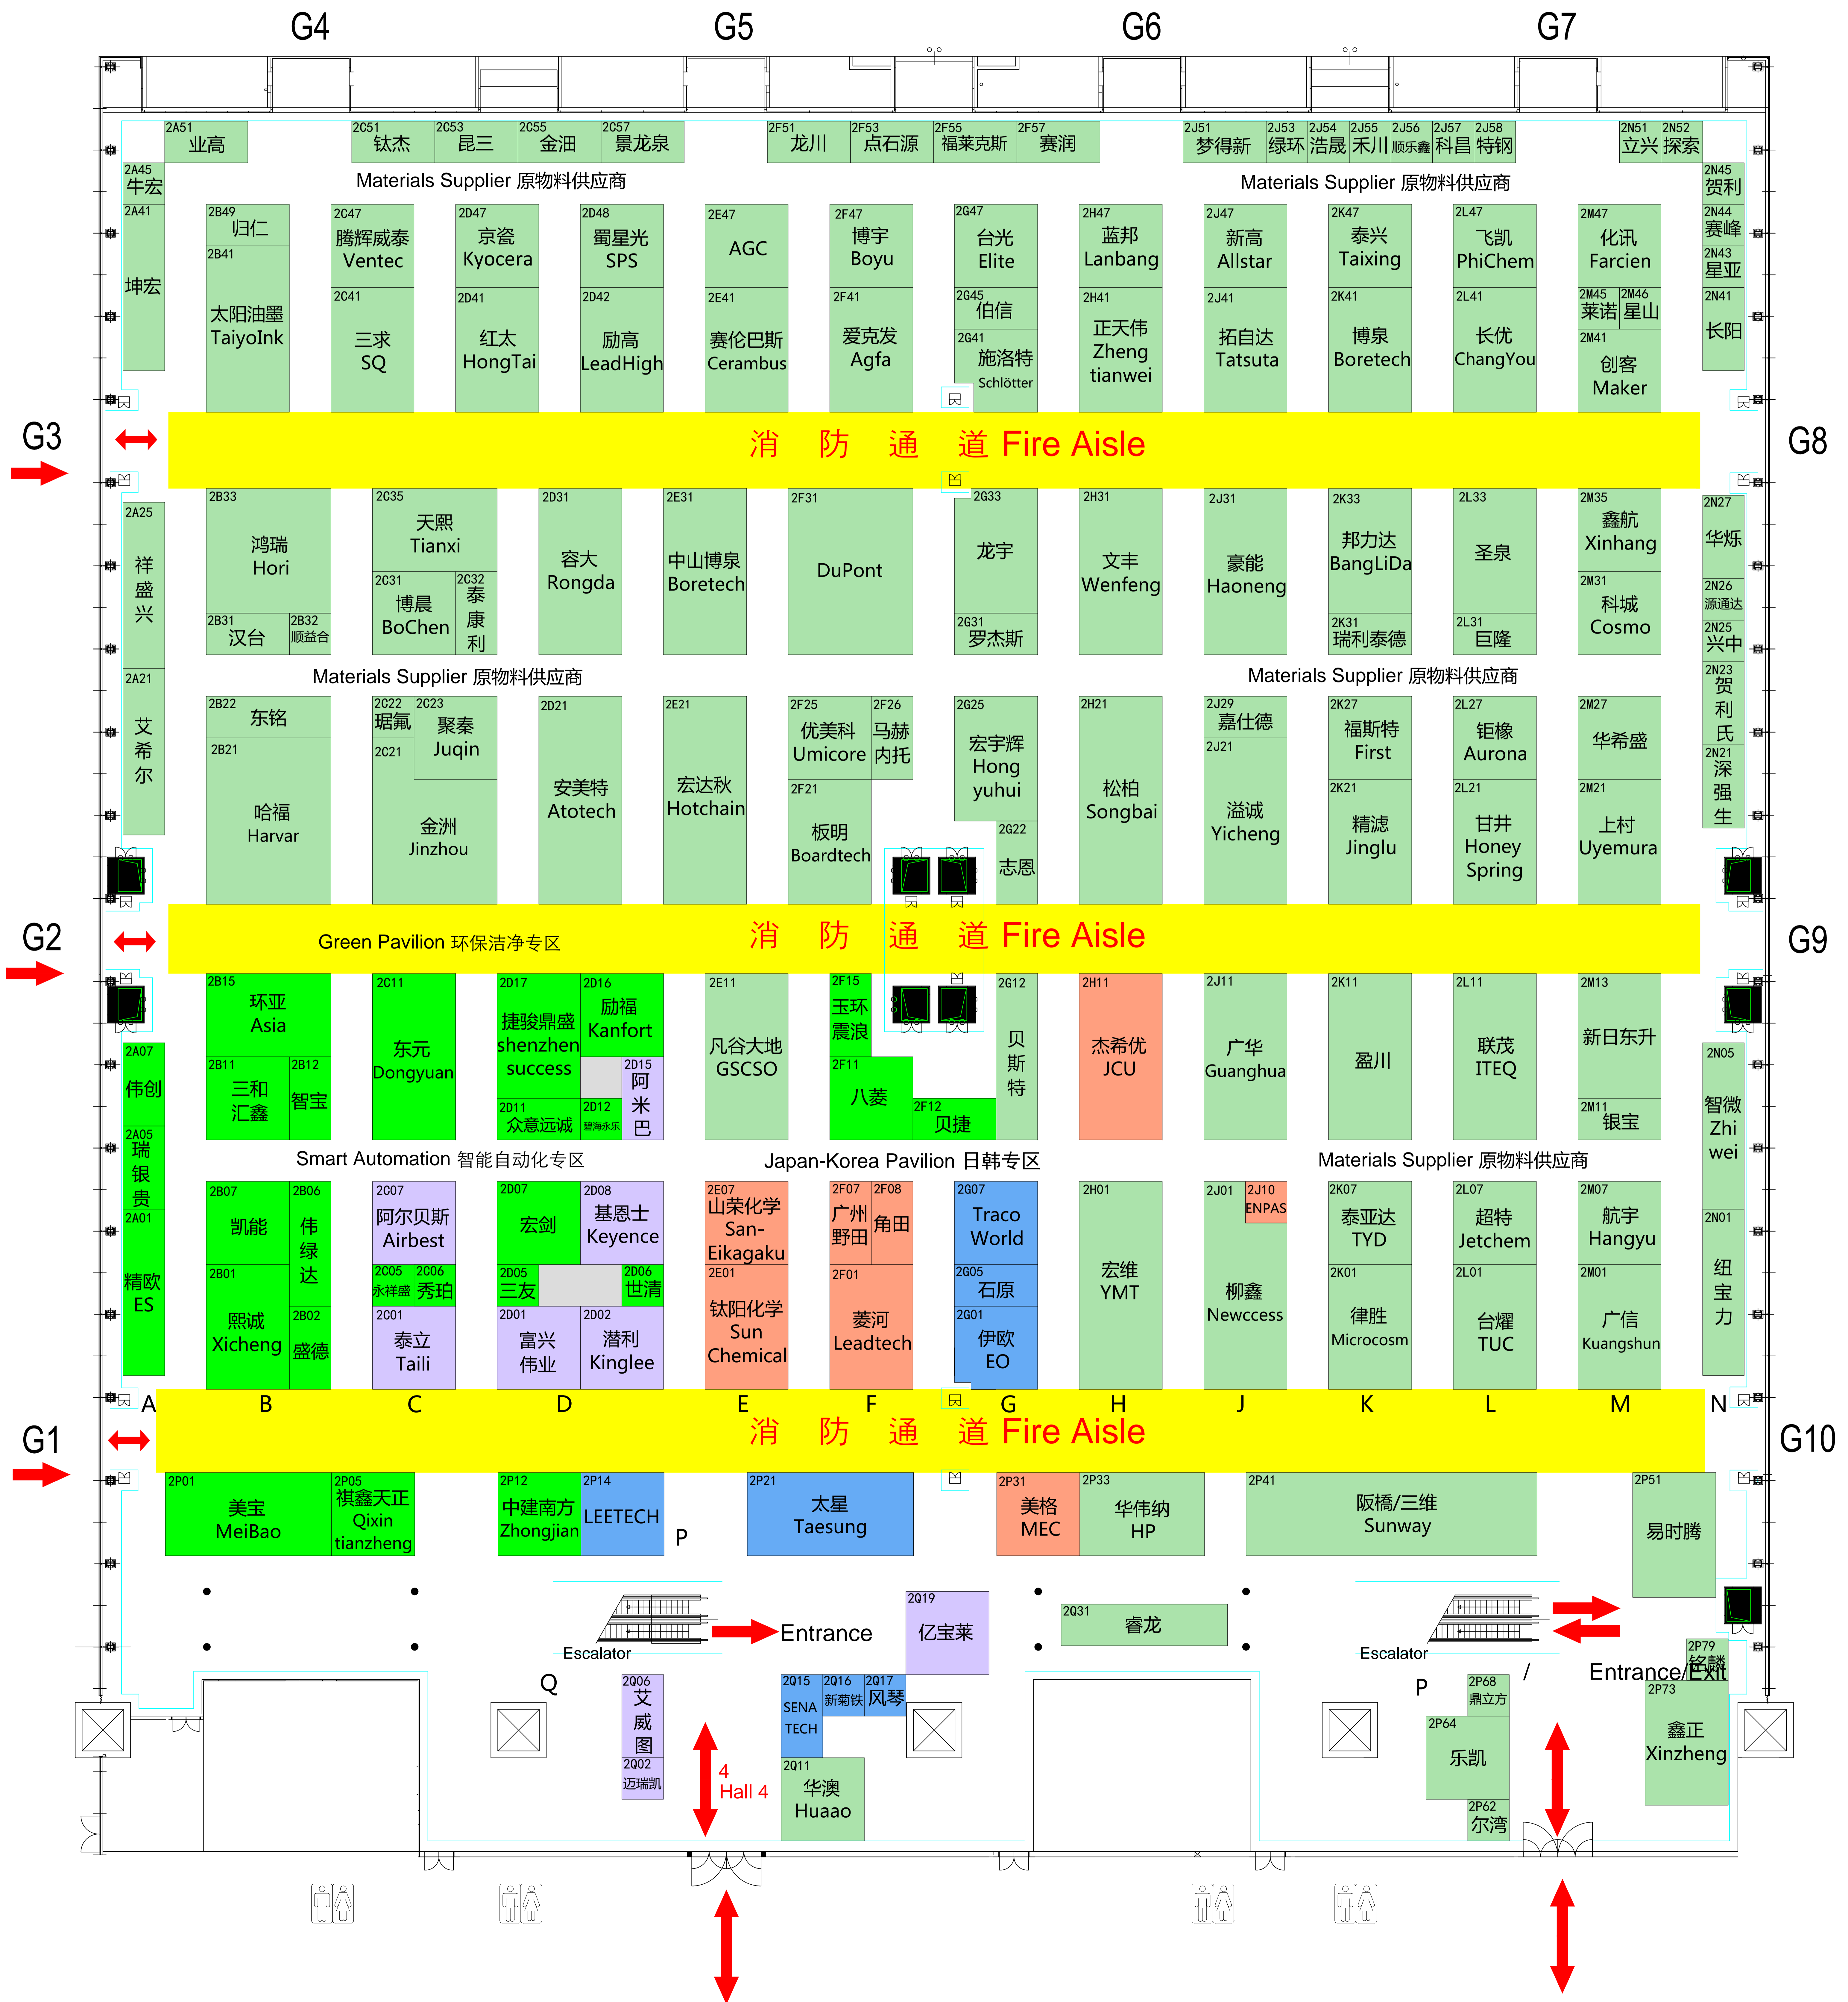 G4
G5
G6
G7
2A51
业高
2C51
钛杰
2C53
昆三
2C55
金沺
2C57
景龙泉
2F51
龙川
2F53
点石源
2F55
福莱克斯
2F57
赛润
2J51
梦得新
2J53
绿环
2J54
浩晟
2J55
禾川
2J56
顺乐鑫
2J57
科昌
2J58
特钢
2N51
立兴
2N52
探索
2A45
牛宏
Materials Supplier 原物料供应商
Materials Supplier 原物料供应商
2N45
贺利
2A41
坤宏
2B49
归仁
2B41
太阳油墨
TaiyoInk
2C47
腾辉威泰
Ventec
2D47
京瓷
Kyocera
2D48
蜀星光
SPS
2E47
AGC
2F47
博宇
Boyu
2G47
台光
Elite
2H47
蓝邦
Lanbang
2J47
新高
Allstar
2K47
泰兴
Taixing
2L47
飞凯
PhiChem
2M47
化讯
Farcien
2N44
赛峰
2N43
星亚
2C41
三求
SQ
2D41
红太
HongTai
2D42
励高
LeadHigh
2E41
赛伦巴斯
Cerambus
2F41
爱克发
Agfa
2G45
伯信
2G41
施洛特
Schlötter
2H41
正天伟
Zheng
tianwei
2J41
拓自达
Tatsuta
2K41
博泉
Boretech
2L41
长优
ChangYou
2M45
莱诺
2M46
星山
2M41
创客
Maker
2N41
长阳
G3
消 防 通 道 Fire Aisle
G8
2A25
祥
盛
兴
2B33
鸿瑞
Hori
2B31
汉台
2B32
顺益合
2C35
天熙
Tianxi
2C31
博晨
BoChen
2C32
泰
康
利
2D31
容大
Rongda
2E31
中山博泉
Boretech
2F31
DuPont
2G33
龙宇
2G31
罗杰斯
2H31
文丰
Wenfeng
2J31
豪能
Haoneng
2K33
邦力达
BangLiDa
2K31
瑞利泰德
2L33
圣泉
2L31
巨隆
2M35
鑫航
Xinhang
2M31
科城
Cosmo
2N27
华烁
2N26
源通达
2N25
兴中
Materials Supplier 原物料供应商
Materials Supplier 原物料供应商
2A21
艾
希
尔
2B22
东铭
2B21
哈福
Harvar
2C22
琚氟
2C23
聚秦
Juqin
2C21
金洲
Jinzhou
2D21
安美特
Atotech
2E21
宏达秋
Hotchain
2F25
优美科
Umicore
2F26
马赫
内托
2F21
板明
Boardtech
2G25
宏宇辉
Hong
yuhui
2G22
志恩
2H21
松柏
Songbai
2J29
嘉仕德
2J21
溢诚
Yicheng
2K27
福斯特
First
2K21
精滤
Jinglu
2L27
钜橡
Aurona
2L21
甘井
Honey
Spring
2M27
华希盛
2M21
上村
Uyemura
2N23
贺
利
氏
2N21
深
强
生
G2
Green Pavilion 环保洁净专区
消 防 通 道 Fire Aisle
G9
2A07
伟创
2A05
瑞
银
贵
2B15
环亚
Asia
2B11
三和
汇鑫
2B12
智宝
2C11
东元
Dongyuan
2D17
捷骏鼎盛
shenzhen
success
2D16
励福
Kanfort
2D15
阿
米
巴
2D11
众意远诚
2D12
碧海永乐
2E11
凡谷大地
GSCSO
2F15
玉环
震浪
2F11
八菱
2F12
贝捷
2G12
贝
斯
特
2H11
杰希优
JCU
2J11
广华
Guanghua
2K11
盈川
2L11
联茂
ITEQ
2M13
新日东升
2M11
银宝
2N05
智微
Zhi
wei
Smart Automation 智能自动化专区
Japan-Korea Pavilion 日韩专区
Materials Supplier 原物料供应商
2A01
精欧
ES
2B07
凯能
2B06
伟
绿
达
2B01
熙诚
Xicheng
2B02
盛德
2C07
阿尔贝斯
Airbest
2C05
永祥盛
2C06
秀珀
2C01
泰立
Taili
2D07
宏剑
2D08
基恩士
Keyence
2D05
三友
2D06
世清
2D01
富兴
伟业
2D02
潜利
Kinglee
2E07
山荣化学
San-
Eikagaku
2E01
钛阳化学
Sun
Chemical
2F07
广州
野田
2F08
角田
2F01
菱河
Leadtech
2G07
Traco
World
2G05
石原
2G01
伊欧
EO
2H01
宏维
YMT
2J01
柳鑫
Newccess
2J10
ENPAS
2K07
泰亚达
TYD
2K01
律胜
Microcosm
2L07
超特
Jetchem
2L01
台燿
TUC
2M07
航宇
Hangyu
2M01
广信
Kuangshun
2N01
纽
宝
力
A B C D E F G H J K L M N
G1
消 防 通 道 Fire Aisle
G10
2P01
美宝
MeiBao
2P05
祺鑫天正
Qixin
tianzheng
2P12
中建南方
Zhongjian
2P14
LEETECH
P
2P21
太星
Taesung
2P31
美格
MEC
2P33
华伟纳
HP
2P41
阪橋/三维
Sunway
2P51
易时腾
Escalator
Entrance
2Q19
亿宝莱
2Q31
睿龙
Escalator
2P79
铭麟
Entrance/Exit
Q
2Q06
艾
威
图
2Q02
迈瑞凯
4
Hall 4
2Q15
SENA
TECH
2Q16
新菊铁
2Q17
风琴
2Q11
华澳
Huaao
P
/
2P68
鼎立方
2P64
乐凯
2P62
尔湾
2P73
鑫正
Xinzheng